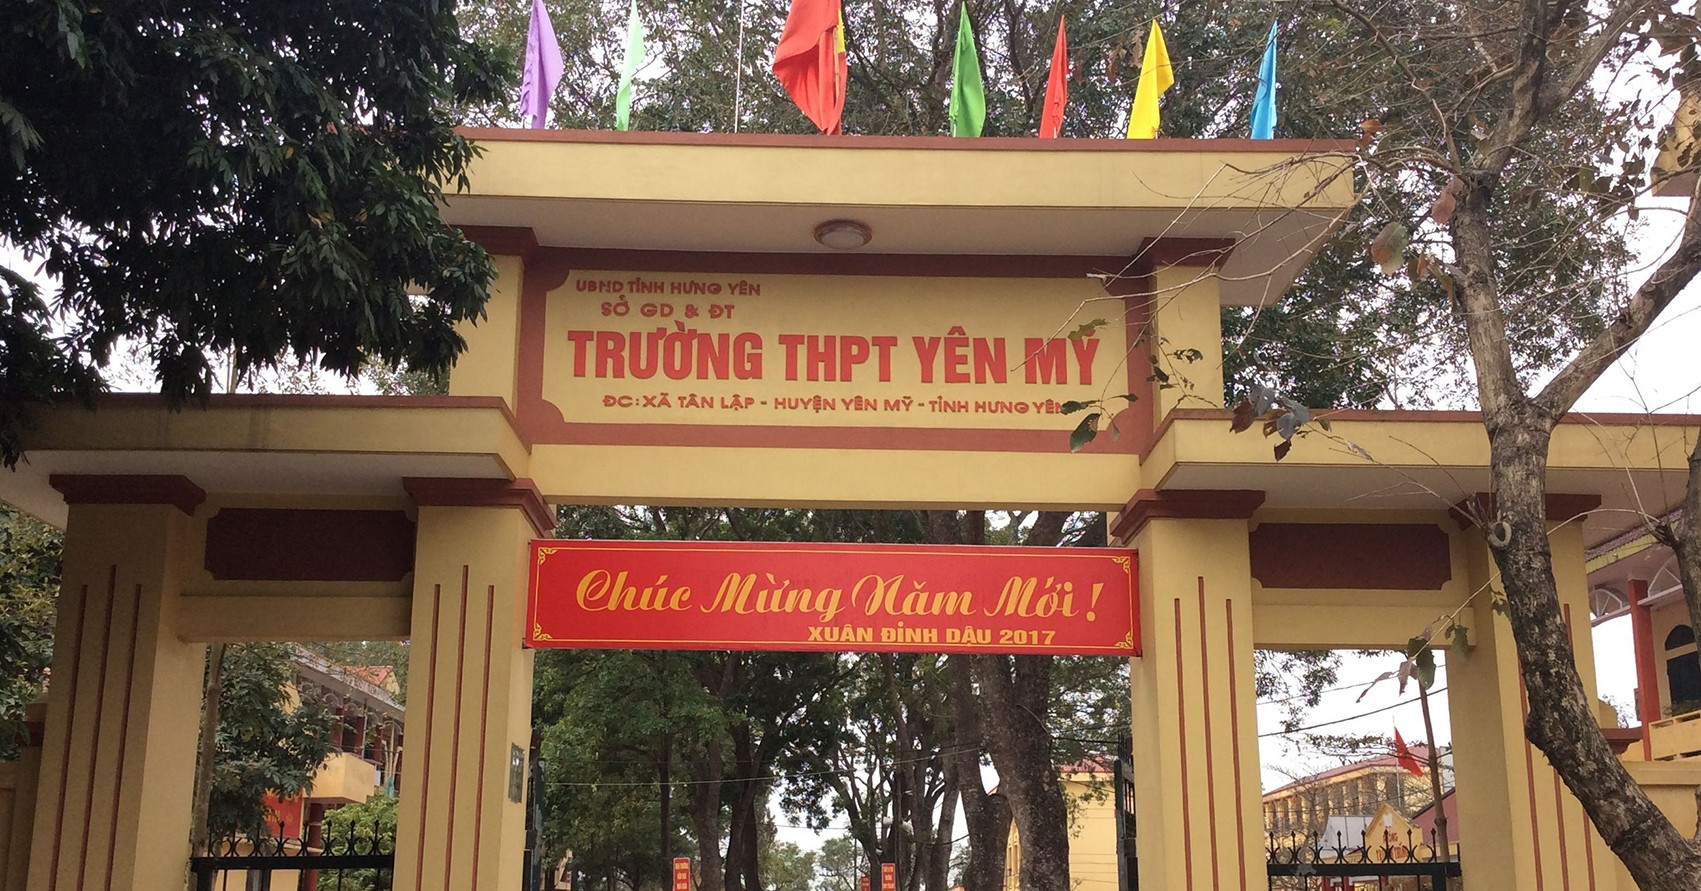 UBND TỈNH HƯNG YÊN
SỞ GD & ĐT
TRƯỜNG THPT YÊN MỸ
ĐC: XÃ TÂN LẬP - HUYỆN YÊN MỸ - TỈNH HƯNG YÊN
Chúc Mừng Năm Mới !
XUÂN ĐINH DẬU 2017